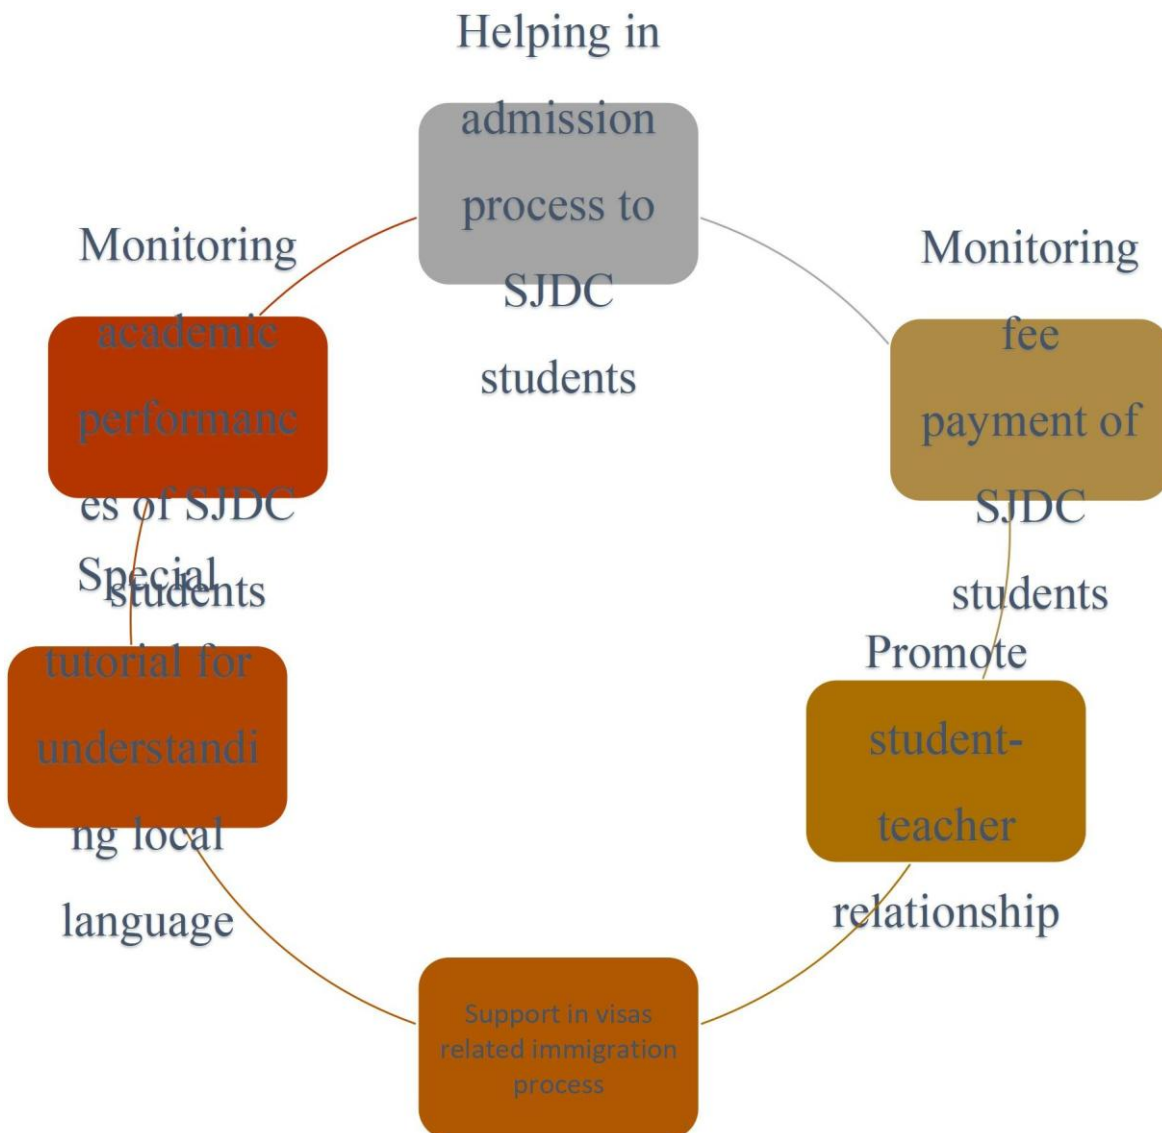 Helping in
admission
process to
SJDC
students
Monitoring
fee
payment of
SJDC
students
Promote
student-
teacher
relationship
Support in visas
related immigration
process
Special
tutorial for
understandi
ng local
language
Monitoring
academic
performanc
es of SJDC
students